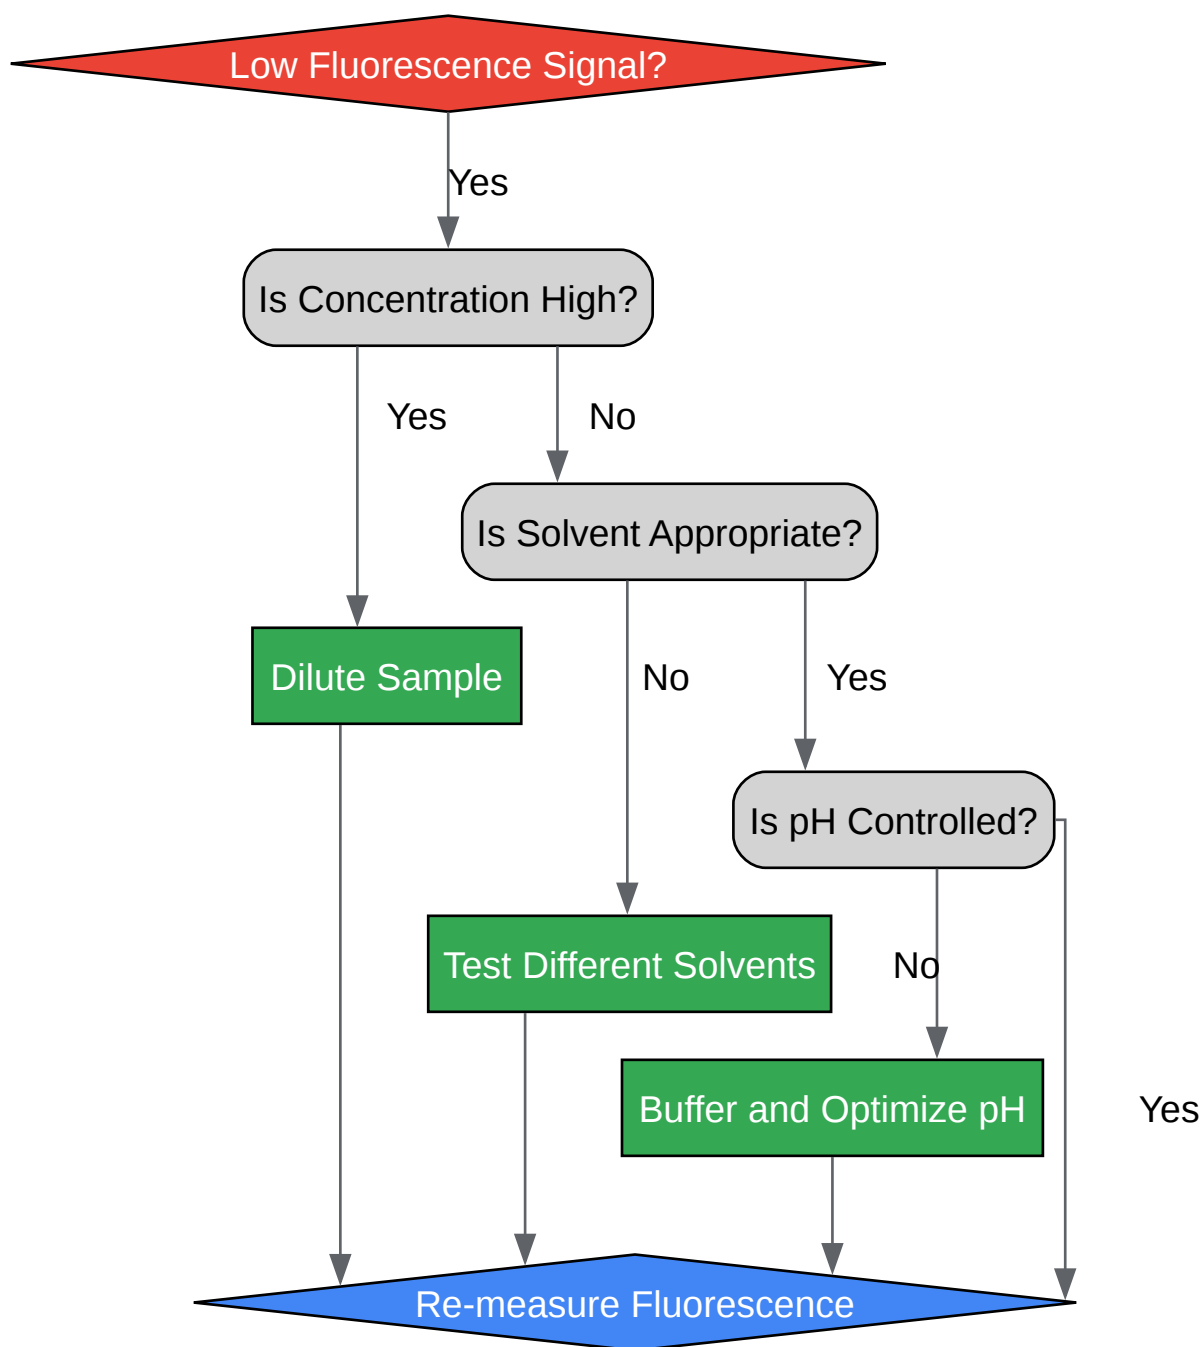 Low Fluorescence Signal?
Yes
Is Concentration High?
Yes
No
Is Solvent Appropriate?
Dilute Sample
No
Yes
Is pH Controlled?
Test Different Solvents
No
Buffer and Optimize pH
Yes
Re-measure Fluorescence